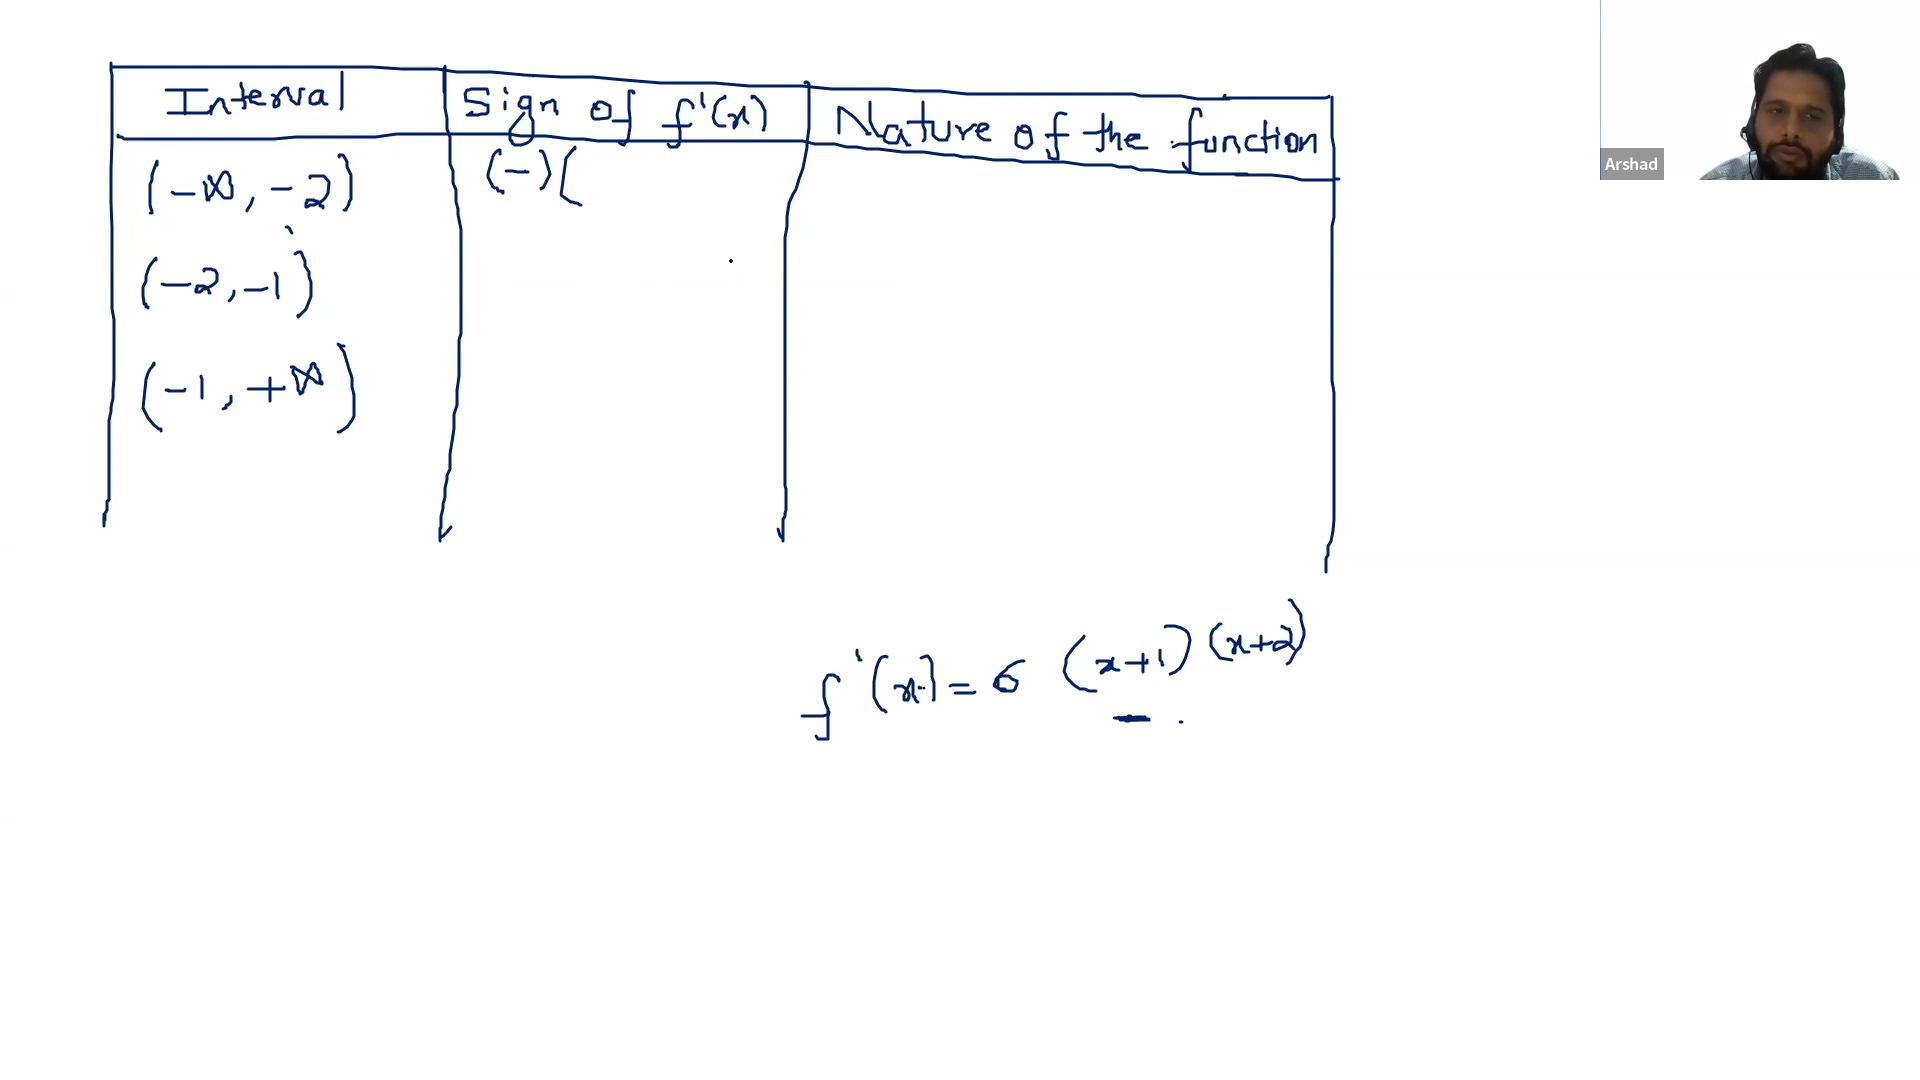 Interval Sign of f'(x) Nature of the function
(-∞, -2) (-)(
(-2, -1)
(-1, +∞)
f'(x) = 6 (x+1) (x+2)
-
Arshad